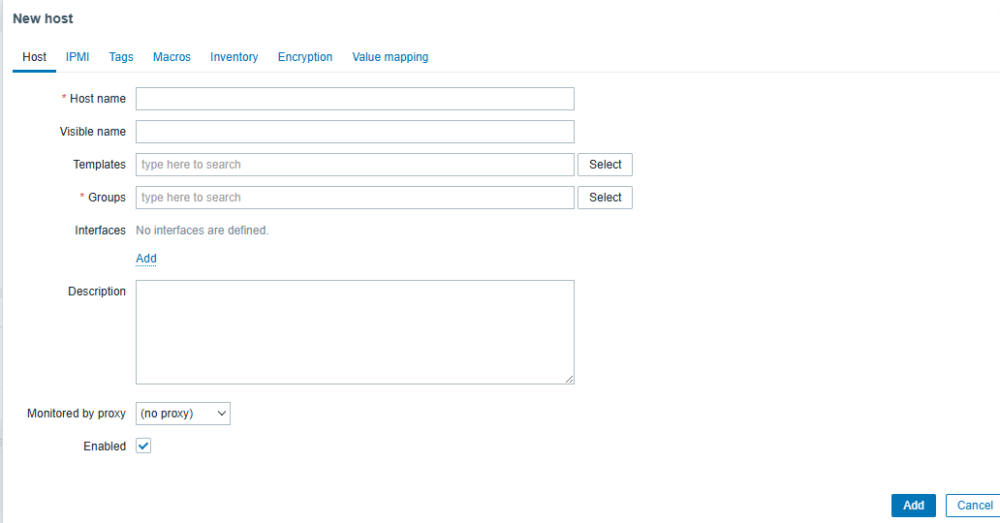 New host
Host IPMI Tags Macros Inventory Encryption Value mapping
* Host name
Visible name
Templates type here to search Select
* Groups type here to search Select
Interfaces No interfaces are defined.
Add
Description
Monitored by proxy (no proxy)
Enabled
Add Cancel